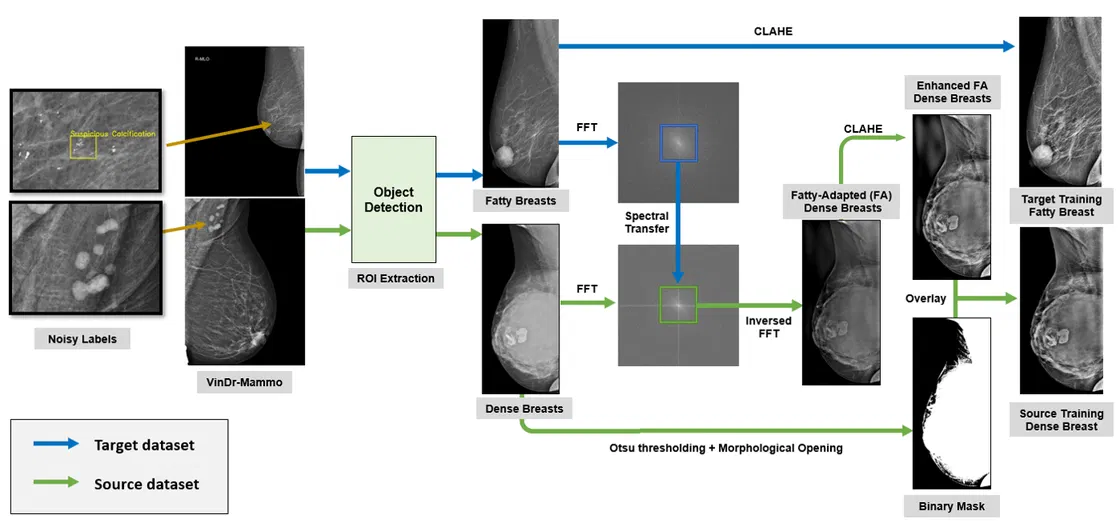 CLAHE
R-MLO
Suspicious Calcification
Enhanced FA
Dense Breasts
FFT
CLAHE
Object
Detection
Fatty Breasts
Spectral
Transfer
Fatty-Adapted (FA)
Dense Breasts
Target Training
Fatty Breast
ROI Extraction
FFT
Inversed
FFT
Overlay
Noisy Labels
VinDr-Mammo
Dense Breasts
Source Training
Dense Breast
Otsu thresholding + Morphological Opening
Binary Mask
Target dataset
Source dataset